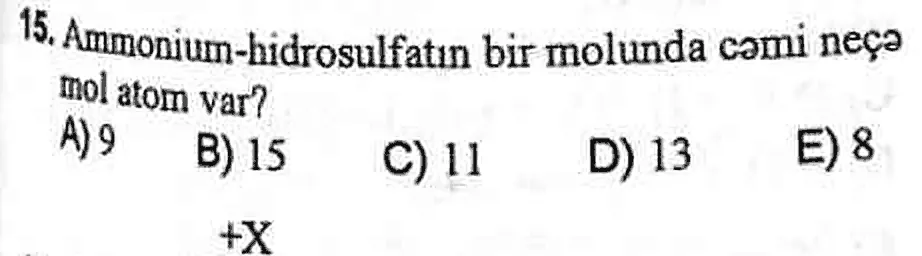 15. Ammonium-hidrosulfatın bir molunda cəmi neçə
mol atom var?
A) 9 B) 15 C) 11 D) 13 E) 8
+X